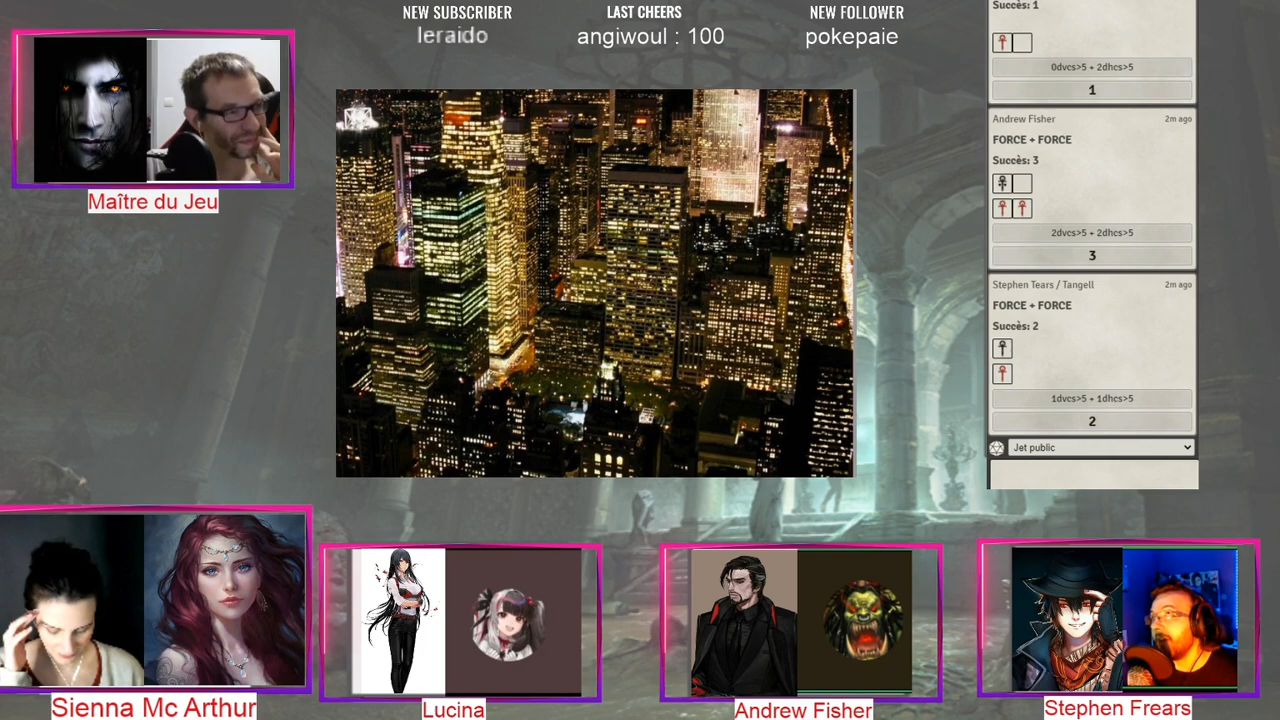 NEW SUBSCRIBER
leraido
LAST CHEERS
angiwoul : 100
NEW FOLLOWER
pokepaie
Maître du Jeu
Succès: 1
0dvcs>5 + 2dhcs>5
1
Andrew Fisher
2m ago
FORCE + FORCE
Succès: 3
2dvcs>5 + 2dhcs>5
3
Stephen Tears / Tangell
2m ago
FORCE + FORCE
Succès: 2
1dvcs>5 + 1dhcs>5
2
Jet public
Sienna Mc Arthur
Lucina
Andrew Fisher
Stephen Frears